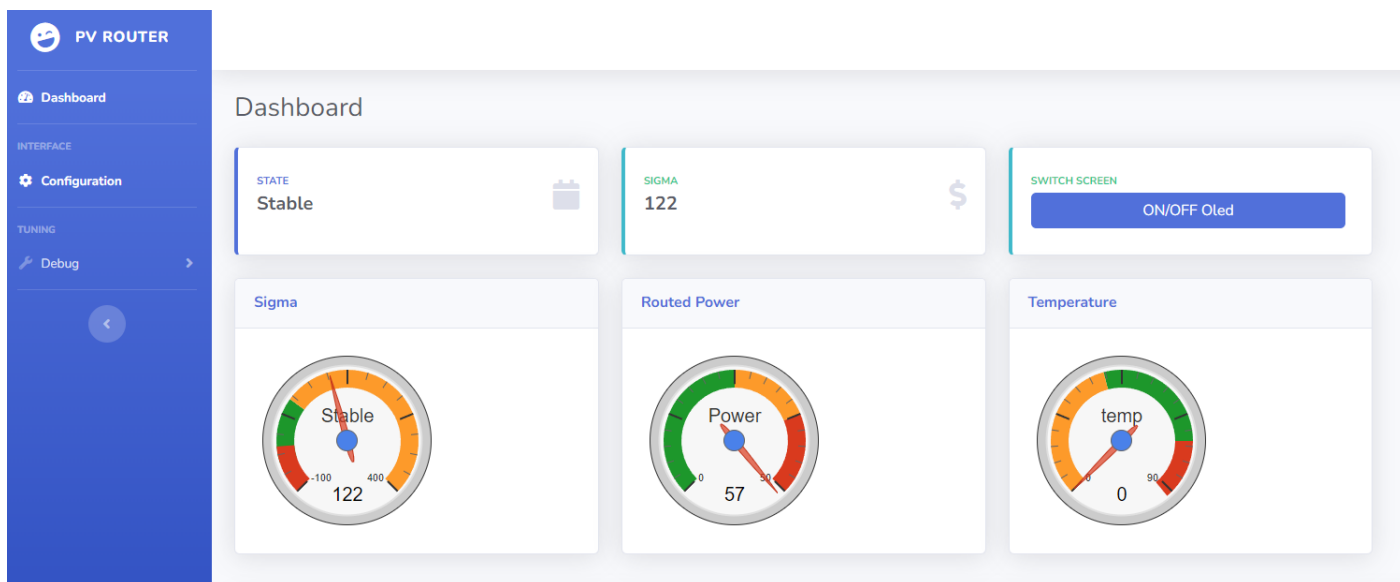 PV ROUTER
Dashboard
INTERFACE
Configuration
TUNING
Debug
Dashboard
STATE
Stable
SIGMA
122
SWITCH SCREEN
ON/OFF Oled
Sigma
Stable
-100 400
122
Routed Power
Power
0 50
57
Temperature
temp
0 90
0